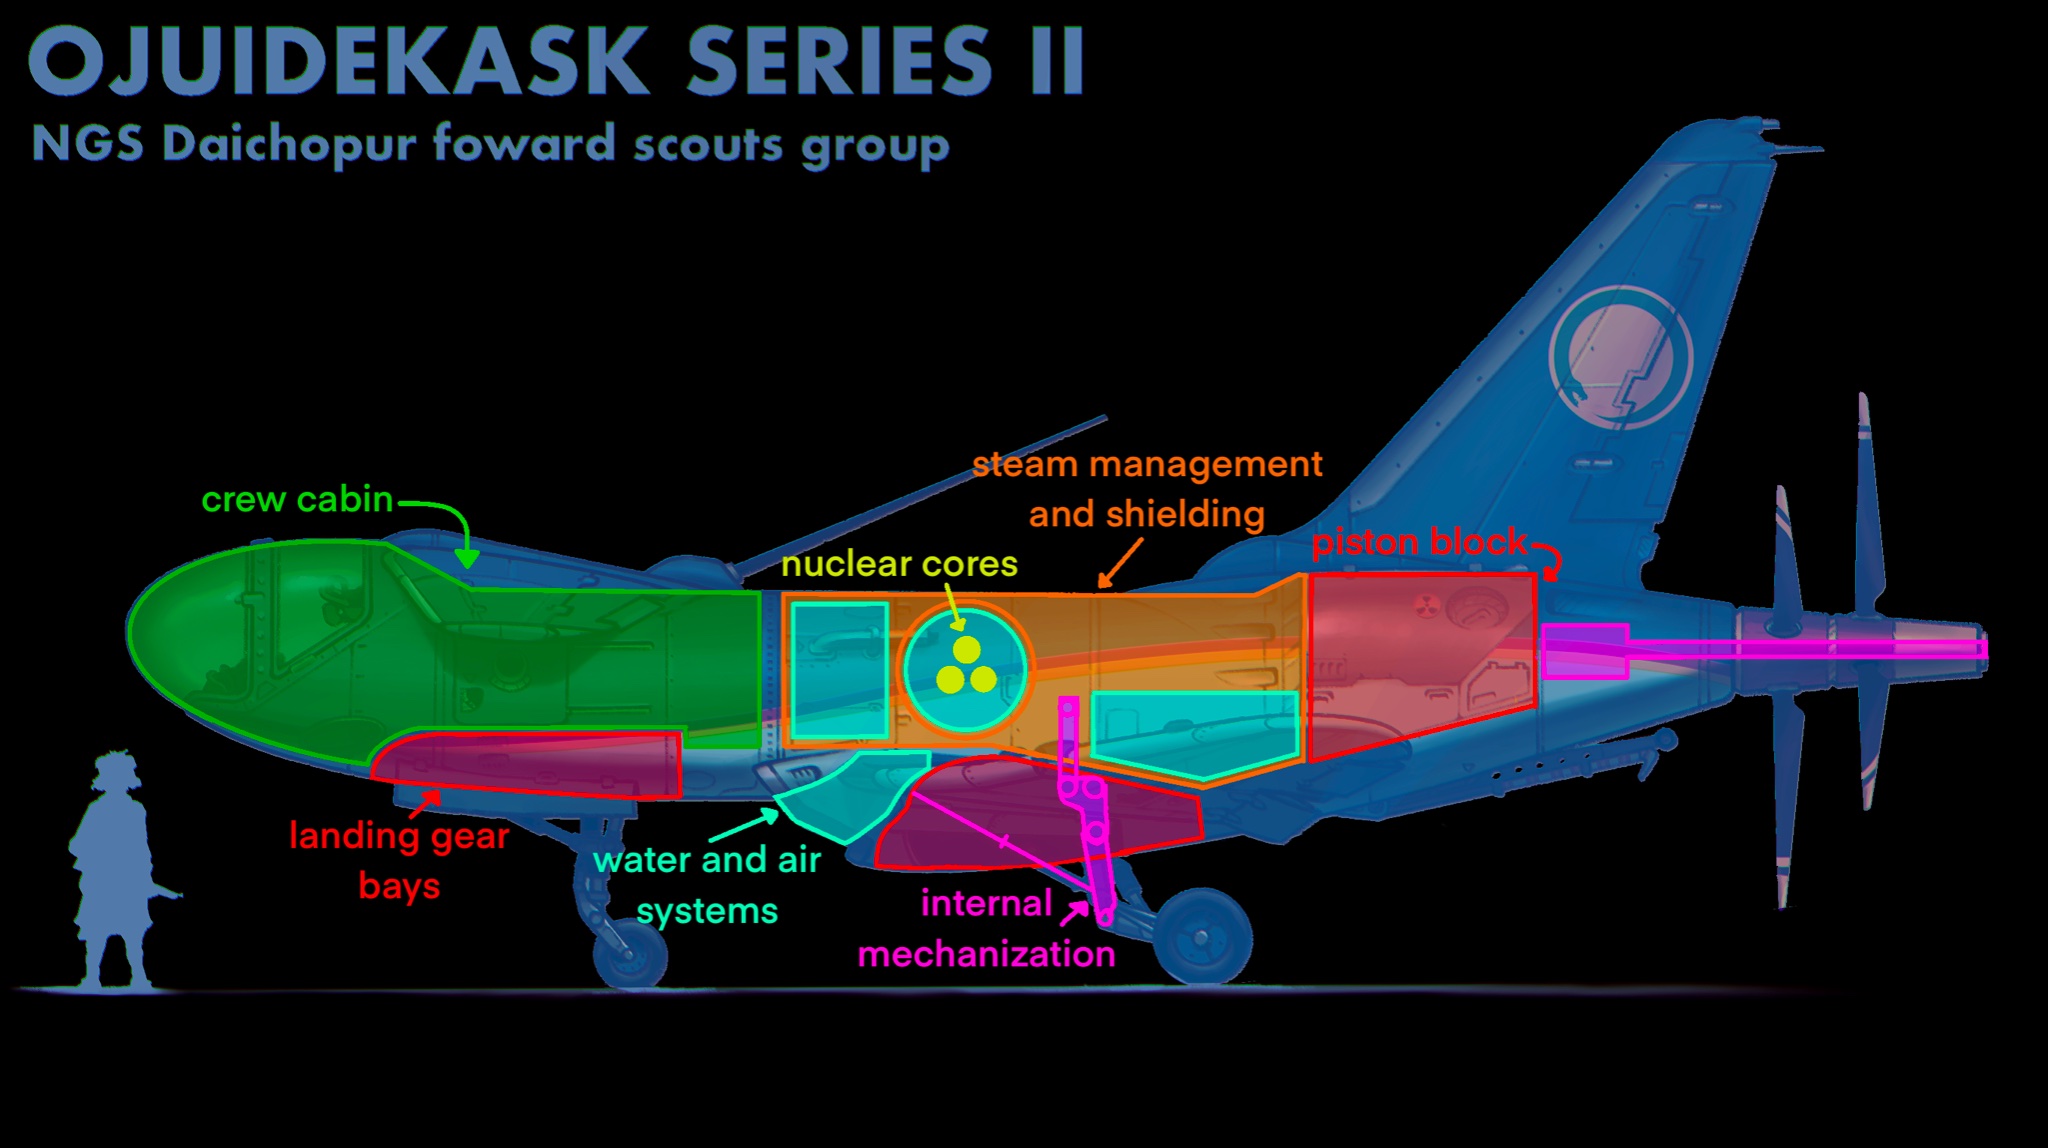 OJUIDEKASK SERIES II
NGS Daichopur foward scouts group
crew cabin
steam management
and shielding
nuclear cores
piston block
landing gear
bays
water and air
systems
internal
mechanization